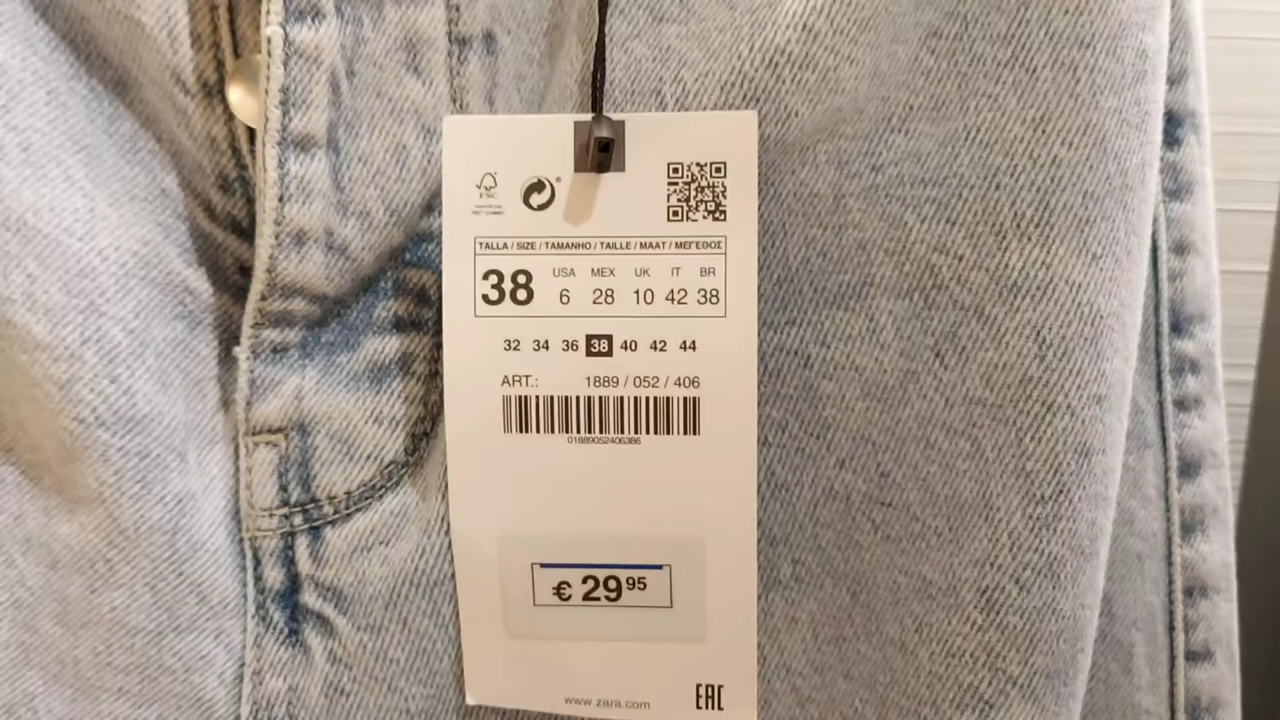 FSC
TALLA / SIZE / TAMANHO / TAILLE / MAAT / ΜΕΓΕΘΟΣ
38
USA MEX UK IT BR
6 28 10 42 38
32 34 36 38 40 42 44
ART.: 1889 / 052 / 406
01889052406386
€ 29 95
www.zara.com
EAC